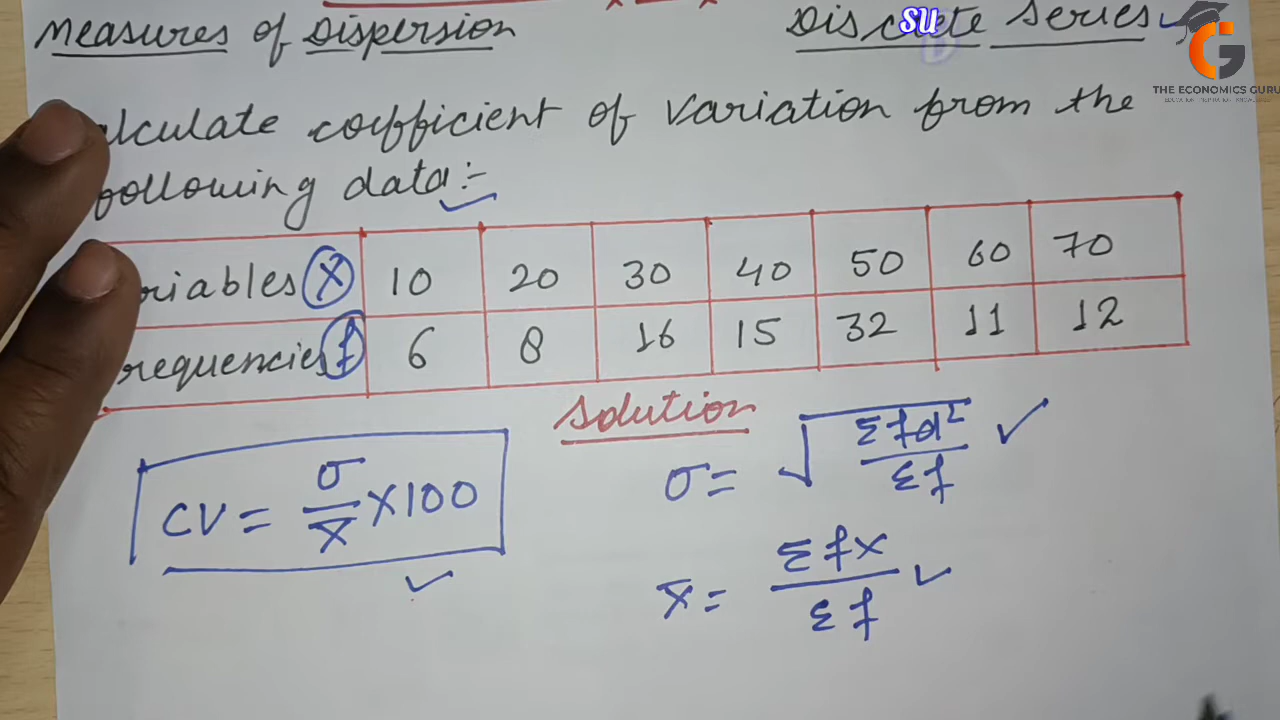 Measures of Dispersion Discrete Series
su
THE ECONOMICS GURU
alculate coefficient of variation from the
following data:-
riables (X) 10 20 30 40 50 60 70
requencies (f) 6 8 16 15 32 11 12
Solution
CV = σ/X̄ × 100
σ = √Σfd²/Σf
X̄ = Σfx/Σf